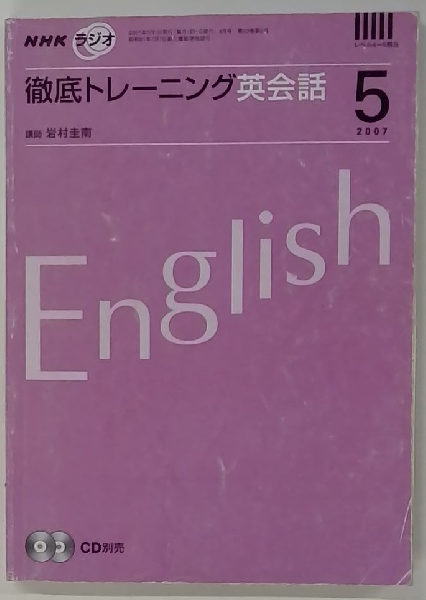 NHK ラジオ
徹底トレーニング英会話
5
2007
講師 岩村圭南
English
CD別売